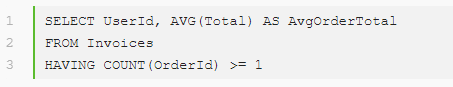 1 SELECT UserId, AVG(Total) AS AvgOrderTotal
2 FROM Invoices
3 HAVING COUNT(OrderId) >= 1